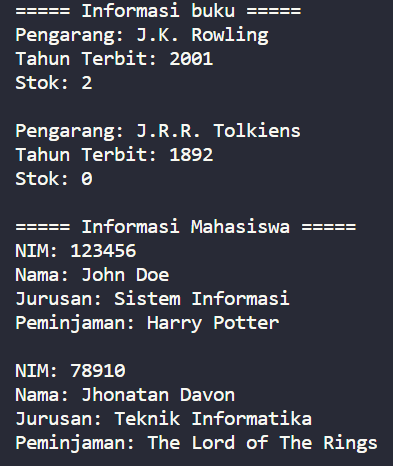 ===== Informasi buku =====
Pengarang: J.K. Rowling
Tahun Terbit: 2001
Stok: 2
Pengarang: J.R.R. Tolkiens
Tahun Terbit: 1892
Stok: 0
===== Informasi Mahasiswa =====
NIM: 123456
Nama: John Doe
Jurusan: Sistem Informasi
Peminjaman: Harry Potter
NIM: 78910
Nama: Jhonatan Davon
Jurusan: Teknik Informatika
Peminjaman: The Lord of The Rings